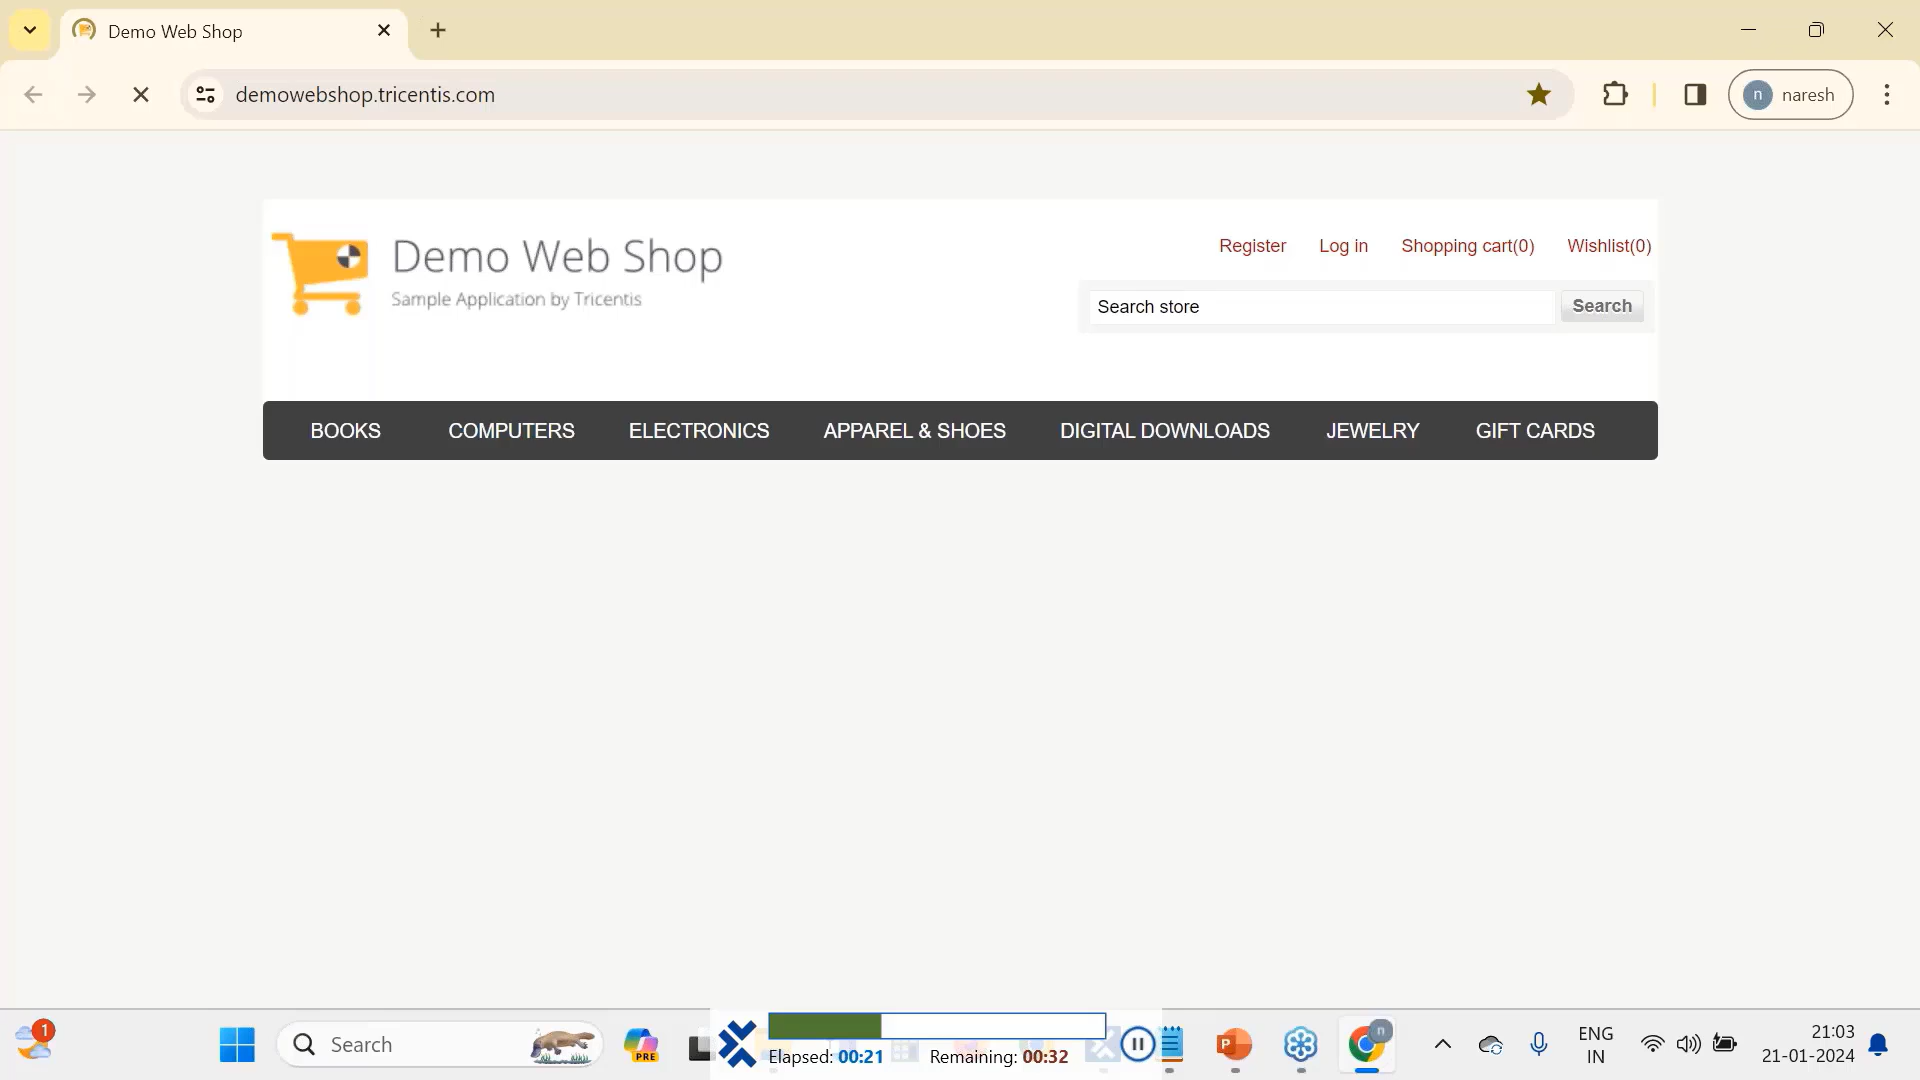 Demo Web Shop
demowebshop.tricentis.com
n naresh
Demo Web Shop
Sample Application by Tricentis
Register Log in Shopping cart(0) Wishlist(0)
Search store Search
BOOKS COMPUTERS ELECTRONICS APPAREL & SHOES DIGITAL DOWNLOADS JEWELRY GIFT CARDS
1
Search
PRE
Elapsed: 00:21 Remaining: 00:32
P
n
ENG
IN
21:03
21-01-2024